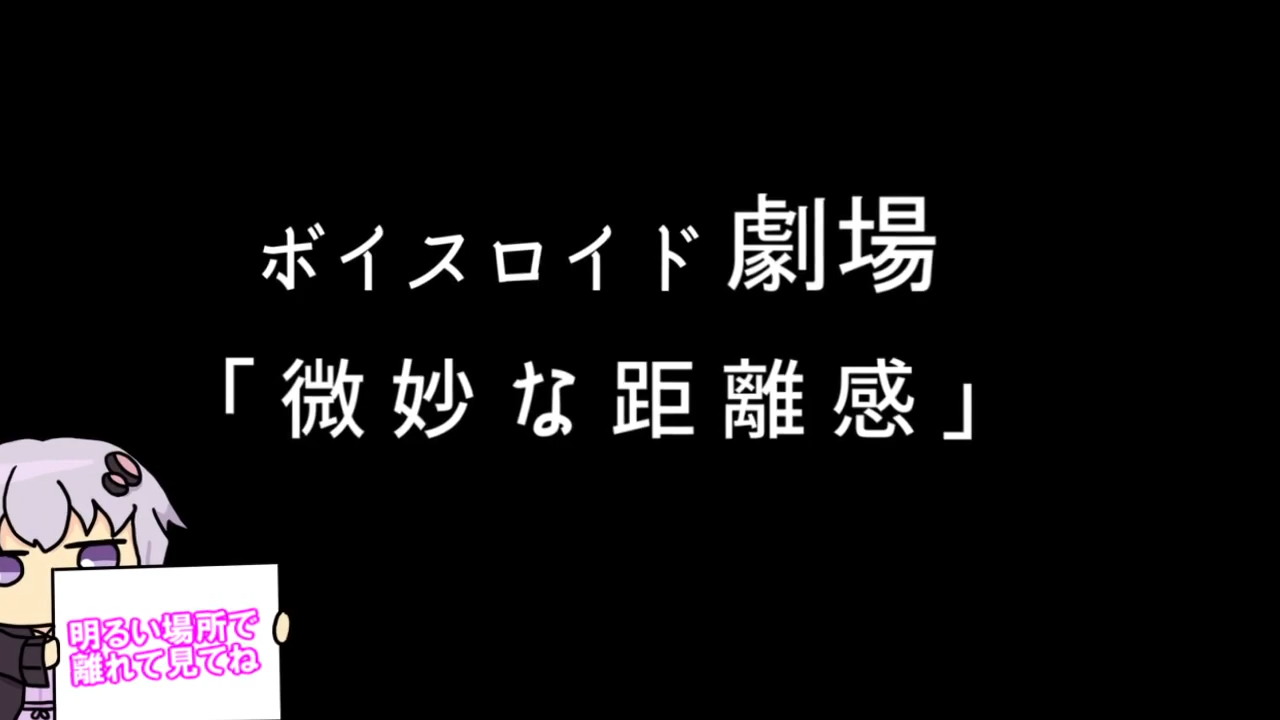 ボイスロイド劇場
「微妙な距離感」
明るい場所で
離れて見てね